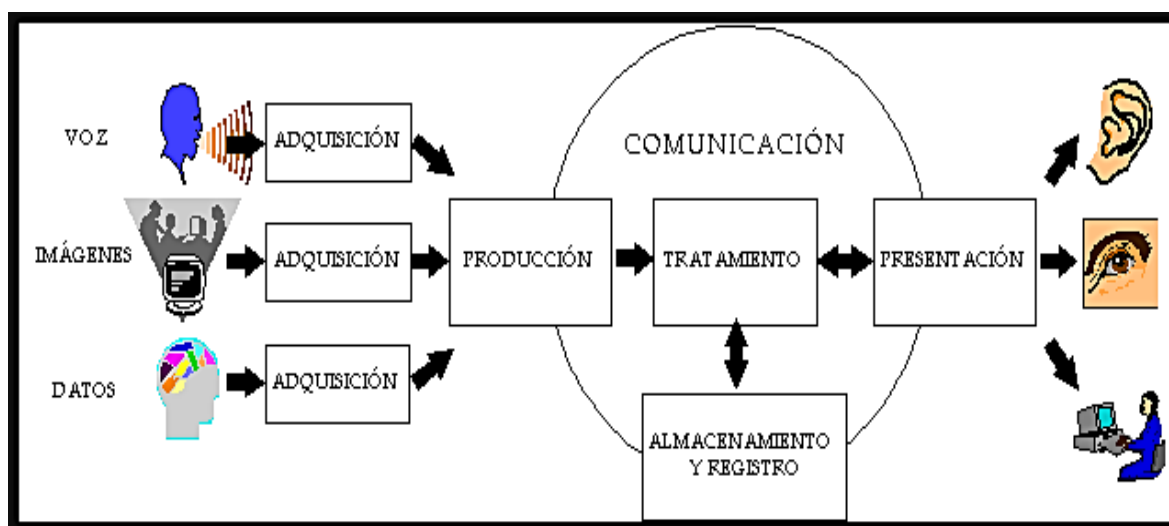 VOZ
ADQUISICIÓN
COMUNICACIÓN
IMÁGENES
ADQUISICIÓN
PRODUCCIÓN
TRATAMIENTO
PRESENTACIÓN
DATOS
ADQUISICIÓN
ALMACENAMIENTO
Y REGISTRO